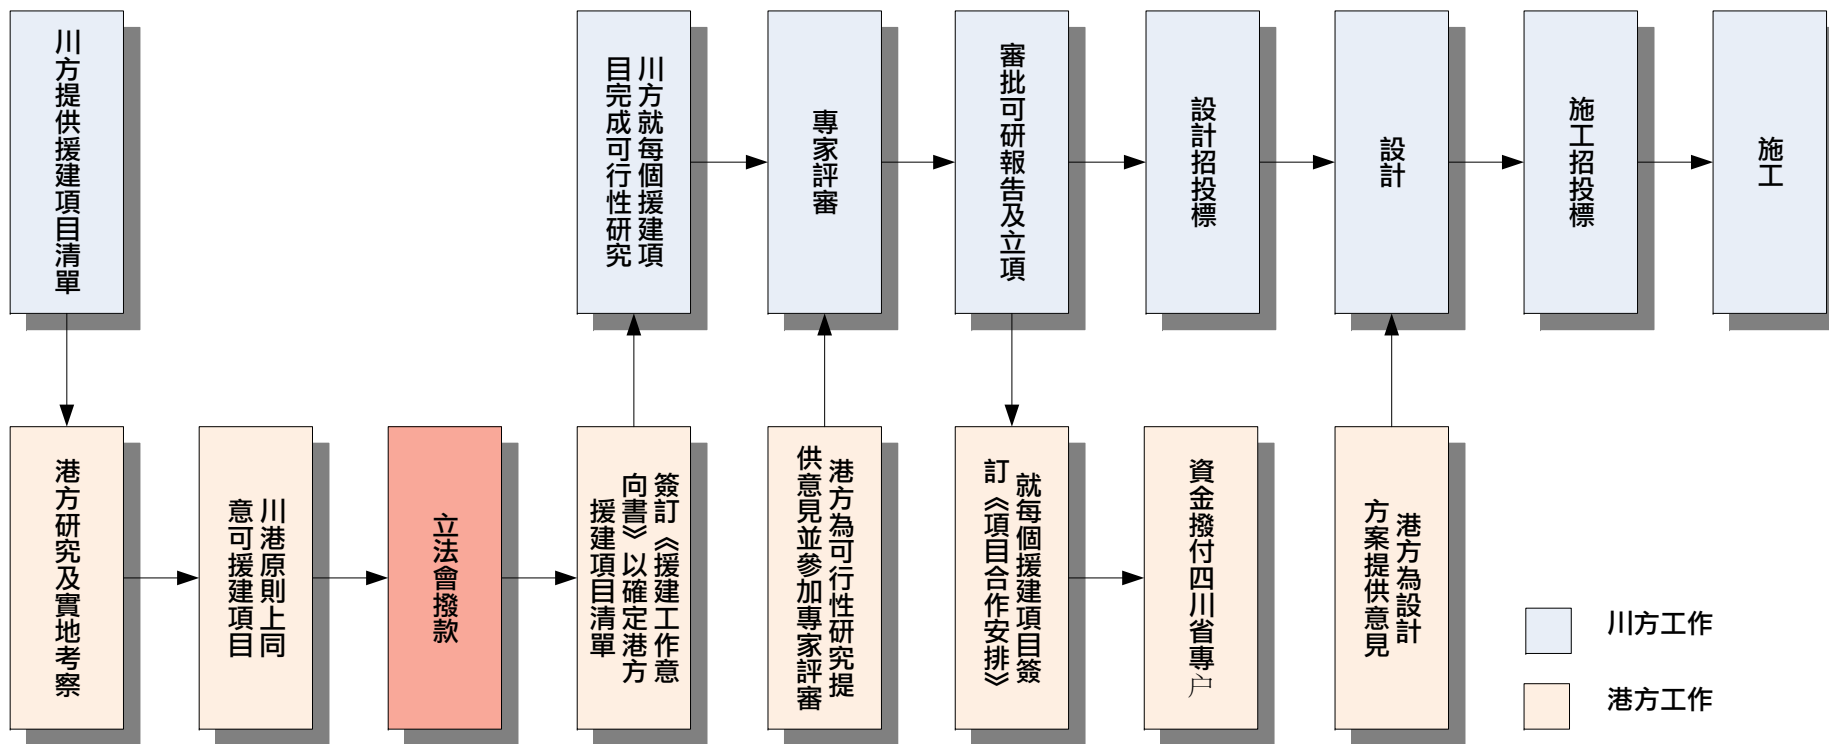 川方提供援建項目清單
川方就每個援建項
目完成可行性研究
專家評審
審批可研報告及立項
設計招投標
設計
施工招投標
施工
港方研究及實地考察
川港原則上同
意可援建項目
立法會撥款
簽訂《援建工作意
向書》以確定港方
援建項目清單
港方為可行性研究提
供意見並參加專家評審
就每個援建項目簽
訂《項目合作安排》
資金撥付四川省專户
港方為設計
方案提供意見
川方工作
港方工作